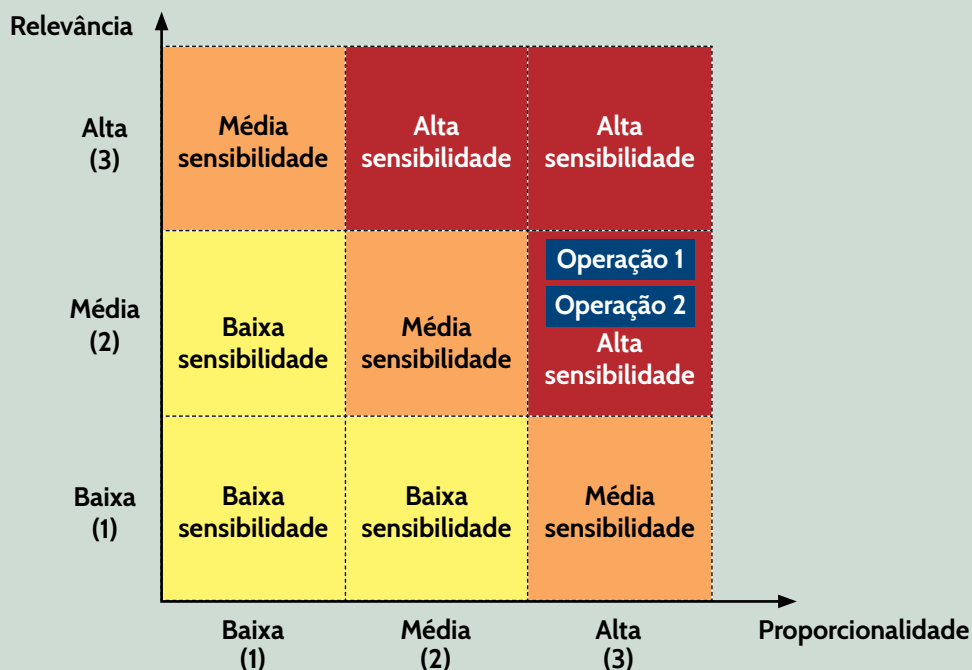 Relevância
Alta
(3)
Média
sensibilidade
Alta
sensibilidade
Alta
sensibilidade
Média
(2)
Baixa
sensibilidade
Média
sensibilidade
Operação 1
Operação 2
Alta
sensibilidade
Baixa
(1)
Baixa
sensibilidade
Baixa
sensibilidade
Média
sensibilidade
Baixa
(1)
Média
(2)
Alta
(3)
Proporcionalidade